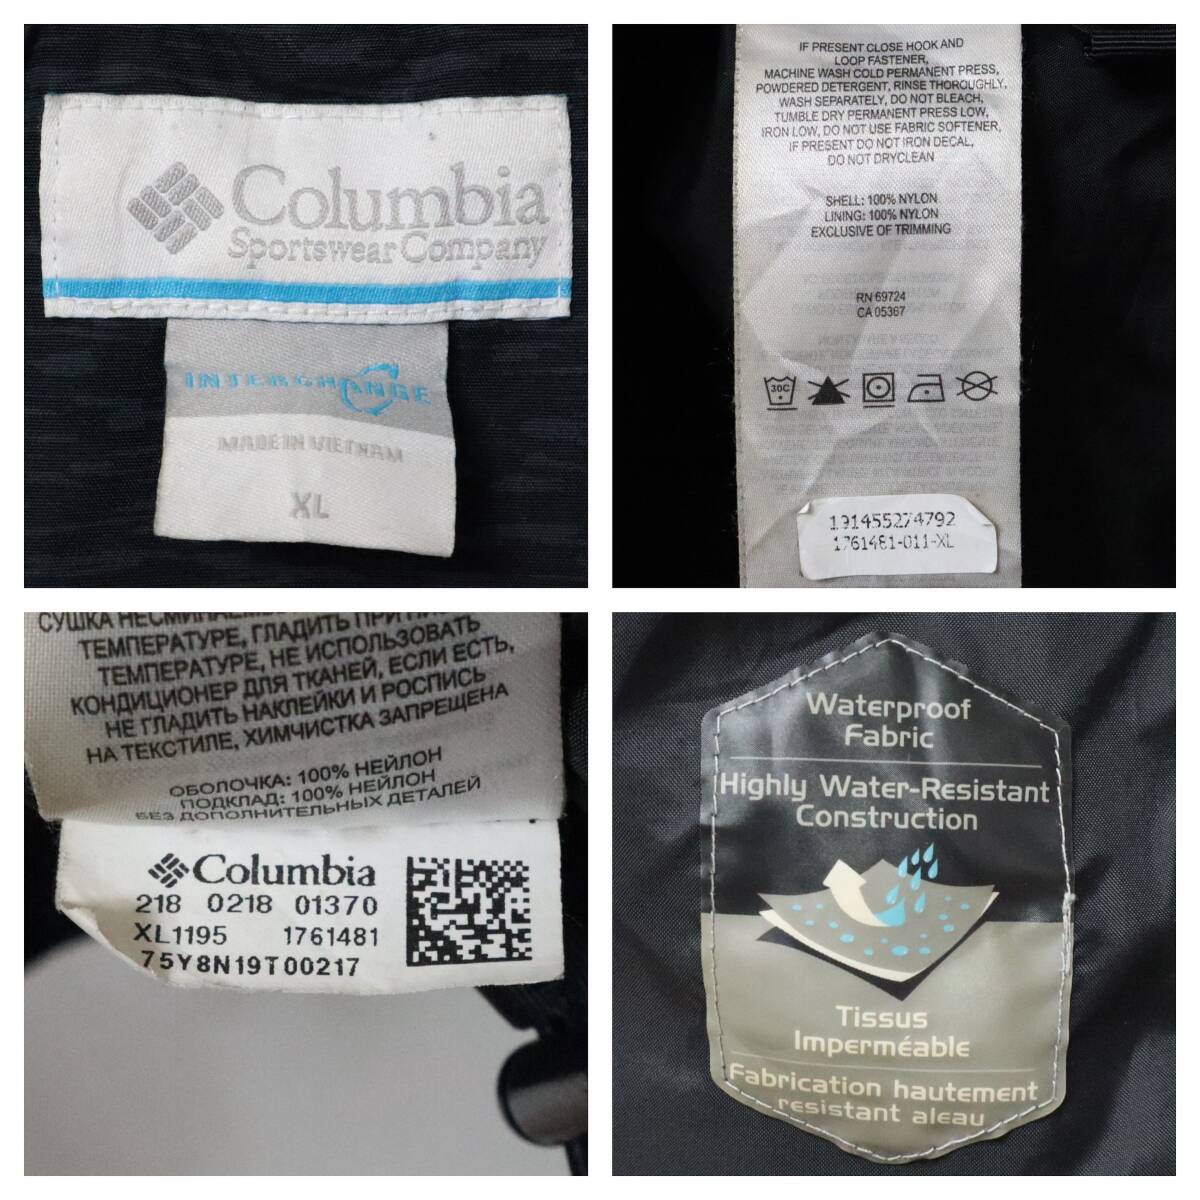 Columbia
Sportswear Company
INTERCHANGE
MADE IN VIETNAM
XL
IF PRESENT CLOSE HOOK AND
LOOP FASTENER,
MACHINE WASH COLD PERMANENT PRESS,
POWDERED DETERGENT, RINSE THOROUGHLY,
WASH SEPARATELY, DO NOT BLEACH,
TUMBLE DRY PERMANENT PRESS LOW,
IRON LOW, DO NOT USE FABRIC SOFTENER,
IF PRESENT DO NOT IRON DECAL,
DO NOT DRYCLEAN
SHELL: 100% NYLON
LINING: 100% NYLON
EXCLUSIVE OF TRIMMING
RN 69724
CA 05367
30C
191455274792
1761481-011-XL
СУШКА
ТЕМПЕРАТУРЕ, ГЛАДИТЬ ПРИ
ТЕМПЕРАТУРЕ, НЕ ИСПОЛЬЗОВАТЬ
КОНДИЦИОНЕР ДЛЯ ТКАНЕЙ, ЕСЛИ ЕСТЬ,
НЕ ГЛАДИТЬ НАКЛЕЙКИ И РОСПИСЬ
НА ТЕКСТИЛЕ, ХИМЧИСТКА ЗАПРЕЩЕНА
ОБОЛОЧКА: 100% НЕЙЛОН
ПОДКЛАД: 100% НЕЙЛОН
БЕЗ ДОПОЛНИТЕЛЬНЫХ ДЕТАЛЕЙ
Columbia
218 0218 01370
XL1195 1761481
75Y8N19T00217
Waterproof
Fabric
Highly Water-Resistant
Construction
Tissus
Imperméable
Fabrication hautement
resistant aleau